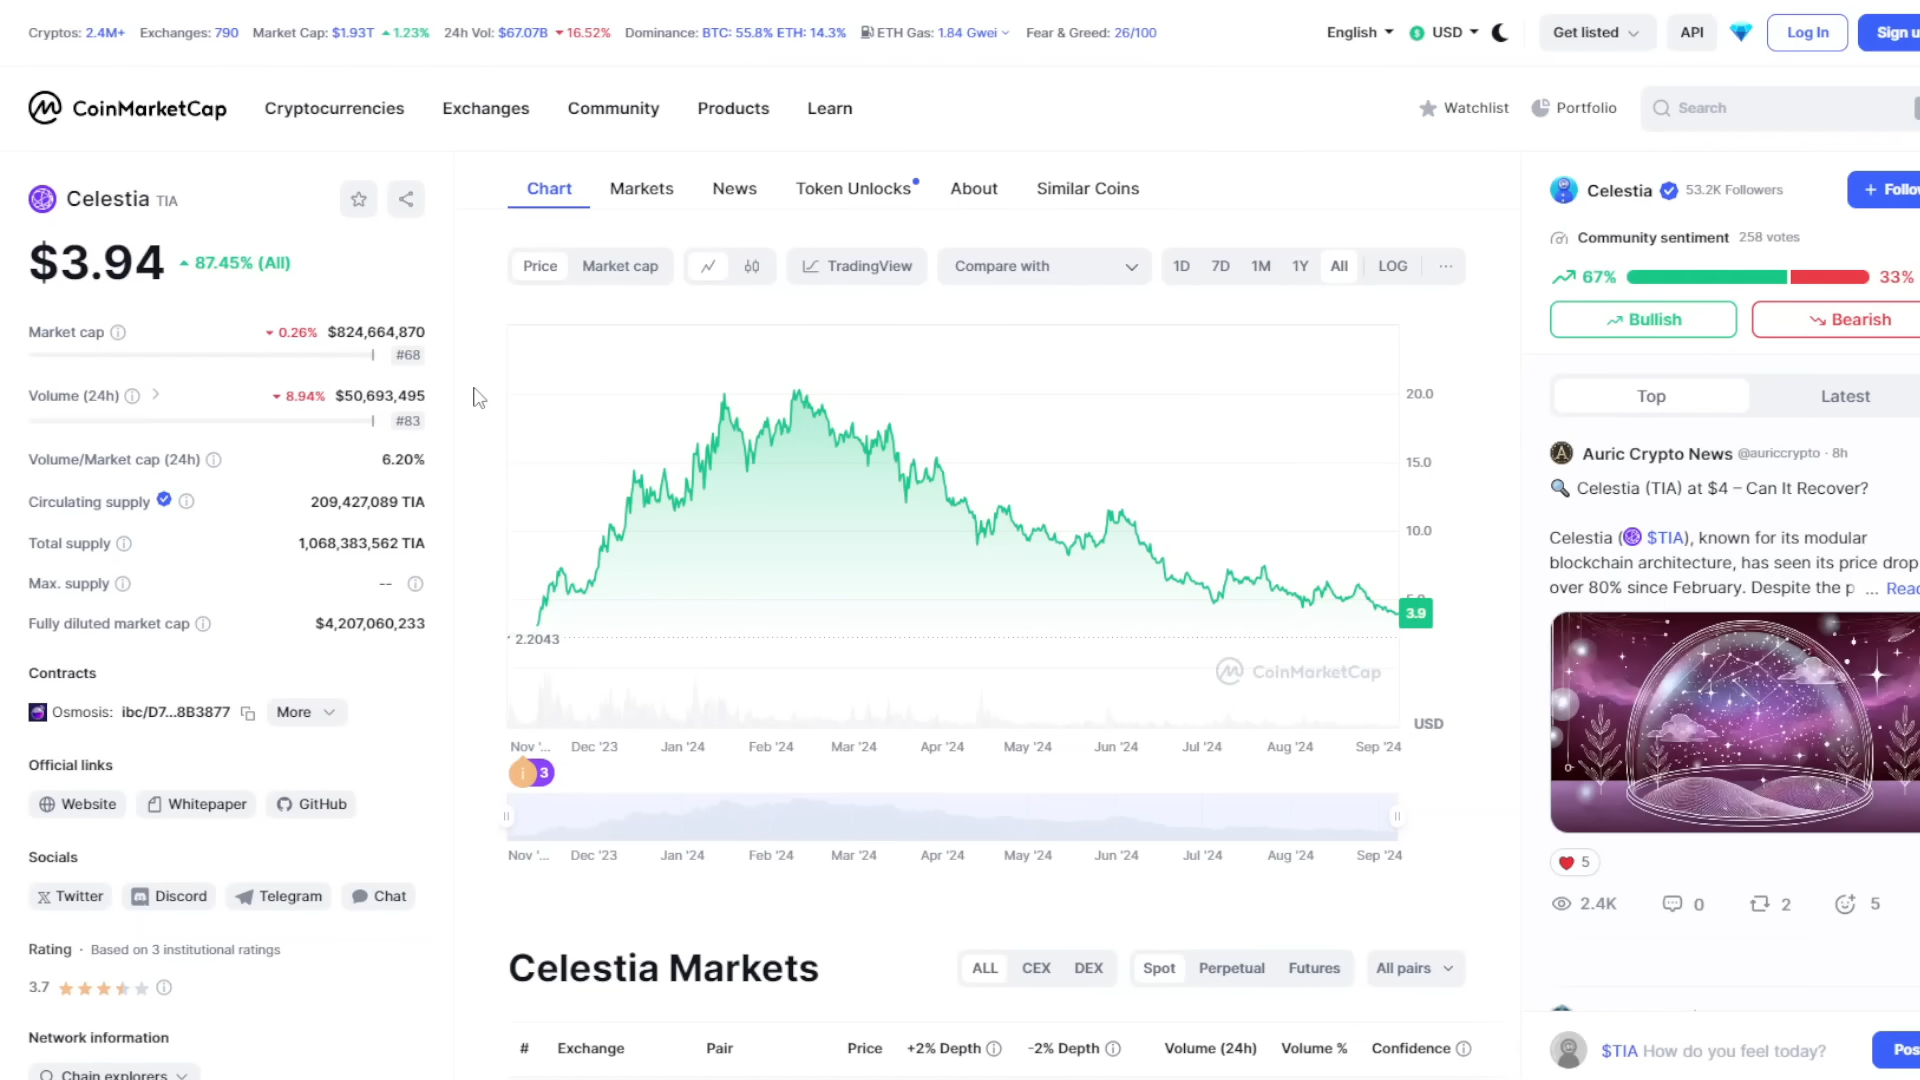 Cryptos: 2.4M+ Exchanges: 790 Market Cap: $1.93T 1.23% 24h Vol: $67.07B 16.52% Dominance: BTC: 55.8% ETH: 14.3% ETH Gas: 1.84 Gwei Fear & Greed: 26/100
English USD Get listed API Log In Sign u
CoinMarketCap Cryptocurrencies Exchanges Community Products Learn
Watchlist Portfolio Search
Celestia TIA
$3.94 87.45% (All)
Market cap 0.26% $824,664,870
#68
Volume (24h) 8.94% $50,693,495
#83
Volume/Market cap (24h) 6.20%
Circulating supply 209,427,089 TIA
Total supply 1,068,383,562 TIA
Max. supply --
Fully diluted market cap $4,207,060,233
Contracts
Osmosis: ibc/D7...8B3877 More
Official links
Website Whitepaper GitHub
Socials
Twitter Discord Telegram Chat
Rating · Based on 3 institutional ratings
3.7
Network information
Chain explorers
Chart Markets News Token Unlocks About Similar Coins
Price Market cap TradingView Compare with 1D 7D 1M 1Y All LOG ...
20.0
15.0
10.0
5.0
3.9
2.2043
CoinMarketCap
USD
Nov '... Dec '23 Jan '24 Feb '24 Mar '24 Apr '24 May '24 Jun '24 Jul '24 Aug '24 Sep '24
3
Nov '... Dec '23 Jan '24 Feb '24 Mar '24 Apr '24 May '24 Jun '24 Jul '24 Aug '24 Sep '24
Celestia Markets
ALL CEX DEX Spot Perpetual Futures All pairs
# Exchange Pair Price +2% Depth -2% Depth Volume (24h) Volume % Confidence
Celestia 53.2K Followers + Follo
Community sentiment 258 votes
67% 33%
Bullish Bearish
Top Latest
Auric Crypto News @auriccrypto · 8h
Celestia (TIA) at $4 – Can It Recover?
Celestia ( $TIA), known for its modular
blockchain architecture, has seen its price drop
over 80% since February. Despite the p ... Read
5
2.4K 0 2 5
$TIA How do you feel today? Pos